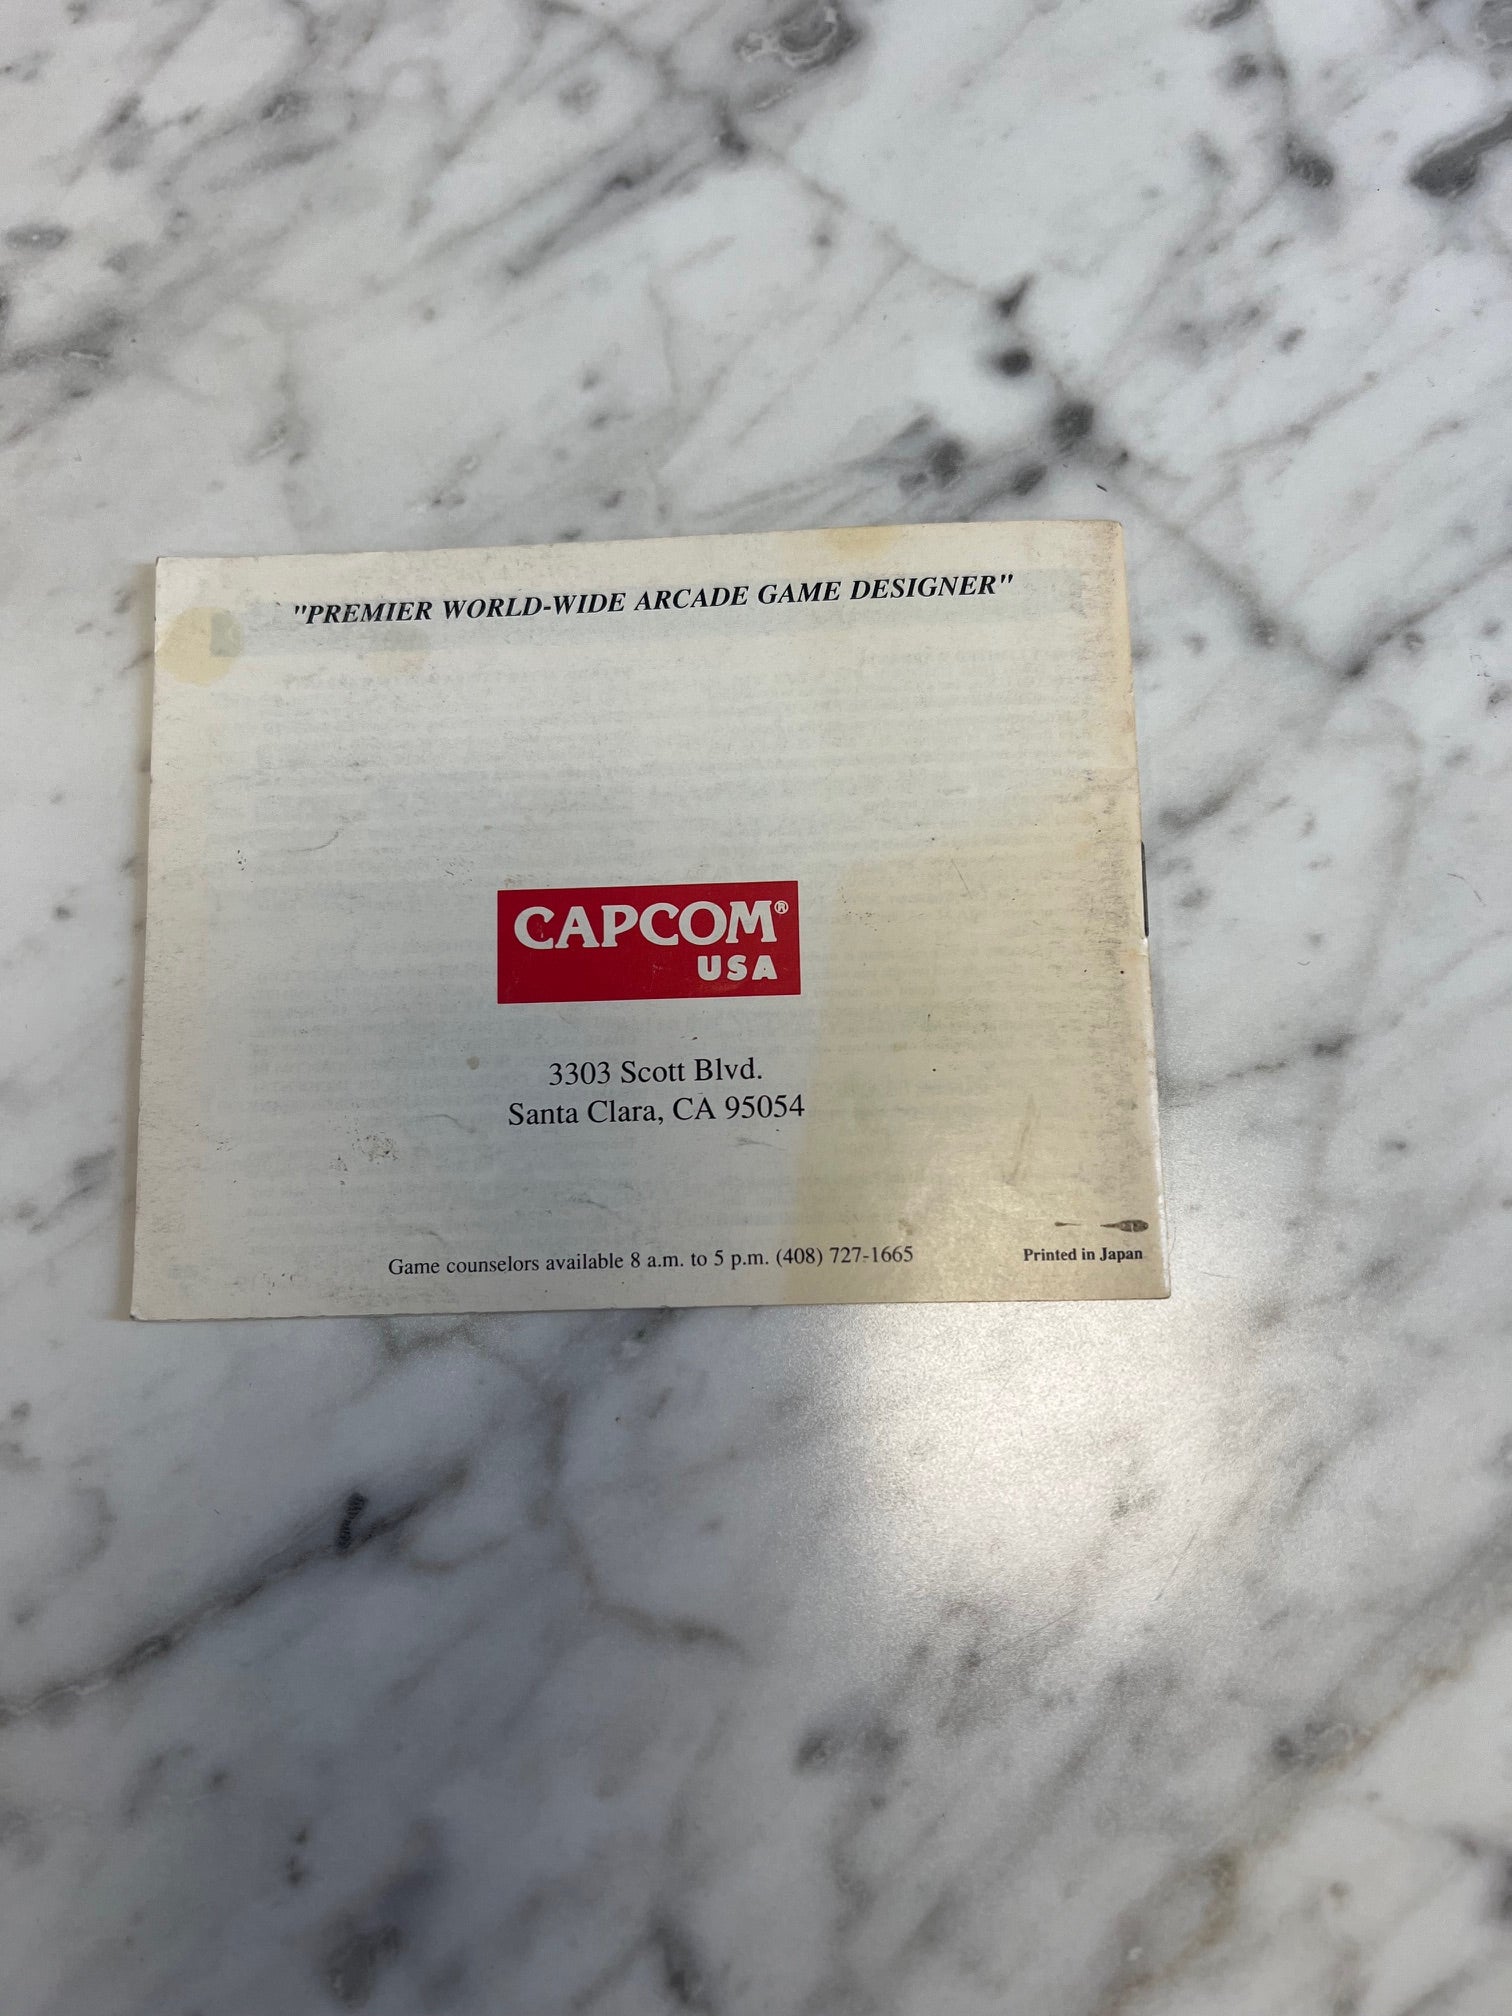 "PREMIER WORLD-WIDE ARCADE GAME DESIGNER"
CAPCOM®
USA
3303 Scott Blvd.
Santa Clara, CA 95054
Game counselors available 8 a.m. to 5 p.m. (408) 727-1665
Printed in Japan